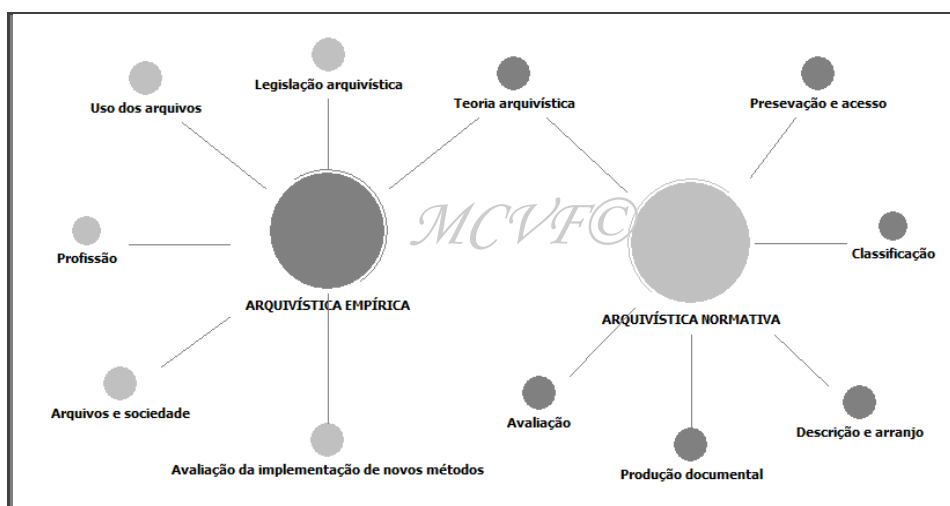 Legislação arquivística
Uso dos arquivos
Teoria arquivística
Presevação e acesso
MCVF©
Profissão
Classificação
ARQUIVÍSTICA EMPÍRICA
ARQUIVÍSTICA NORMATIVA
Arquivos e sociedade
Avaliação
Descrição e arranjo
Avaliação da implementação de novos métodos
Produção documental